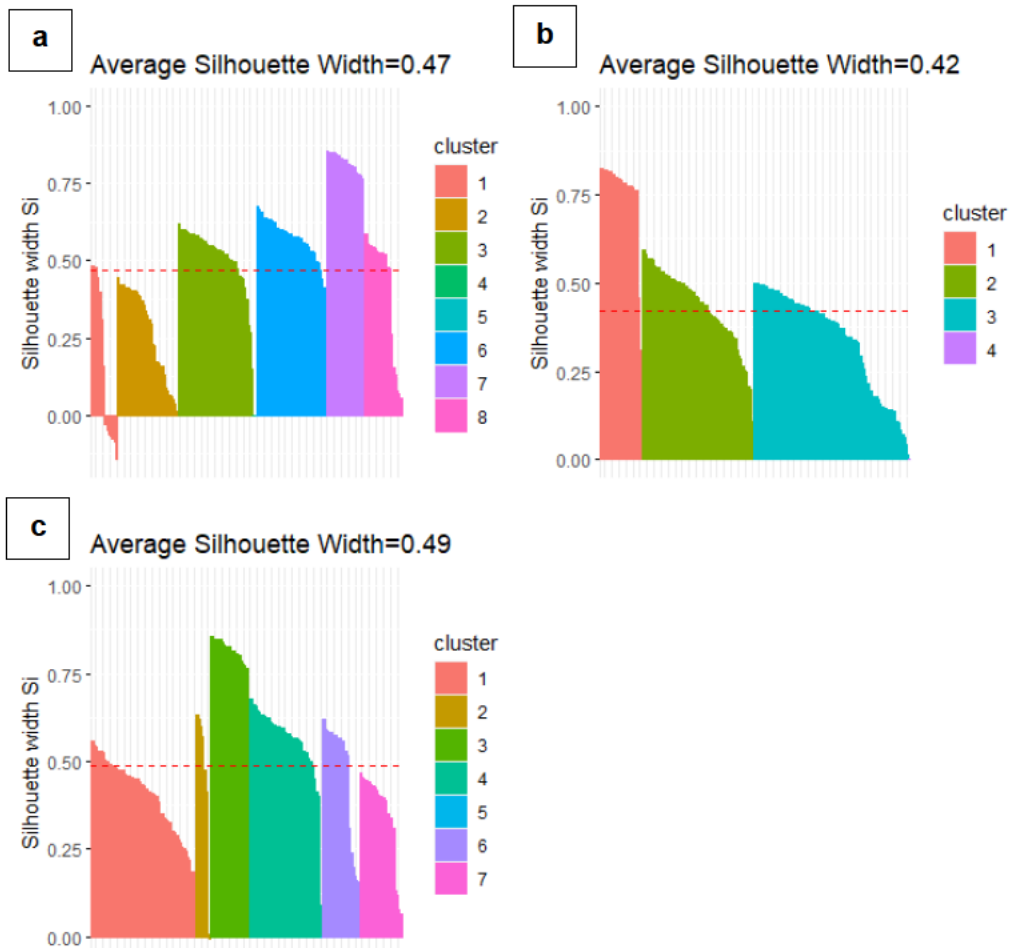 a
Average Silhouette Width=0.47
Silhouette width Si
1.00
0.75
0.50
0.25
0.00
cluster
1
2
3
4
5
6
7
8
b
Average Silhouette Width=0.42
Silhouette width Si
1.00
0.75
0.50
0.25
0.00
cluster
1
2
3
4
c
Average Silhouette Width=0.49
Silhouette width Si
1.00
0.75
0.50
0.25
0.00
cluster
1
2
3
4
5
6
7